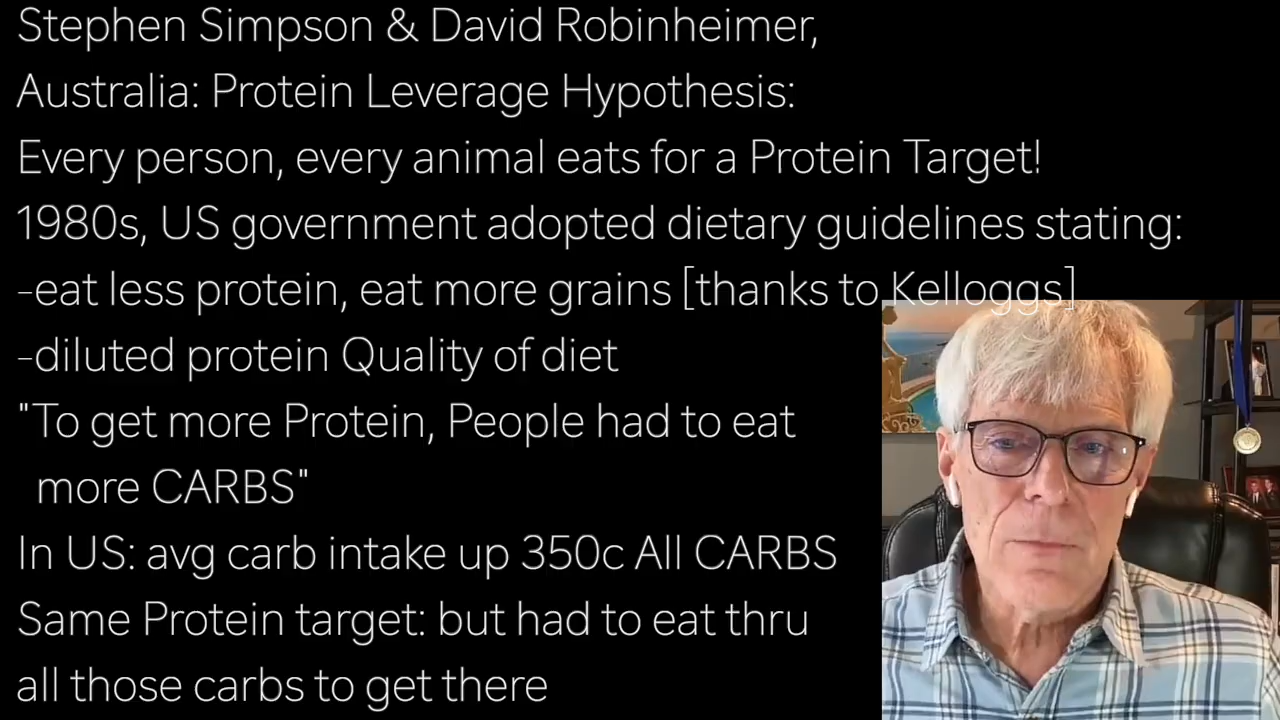 Stephen Simpson & David Robinheimer,
Australia: Protein Leverage Hypothesis:
Every person, every animal eats for a Protein Target!
1980s, US government adopted dietary guidelines stating:
-eat less protein, eat more grains [thanks to Kelloggs]
-diluted protein Quality of diet
"To get more Protein, People had to eat
more CARBS"
In US: avg carb intake up 350c All CARBS
Same Protein target: but had to eat thru
all those carbs to get there